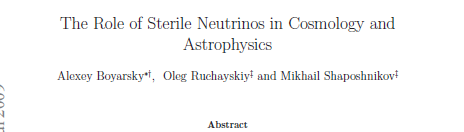 The Role of Sterile Neutrinos in Cosmology and
Astrophysics
Alexey Boyarsky*†, Oleg Ruchayskiy‡ and Mikhail Shaposhnikov‡
Abstract